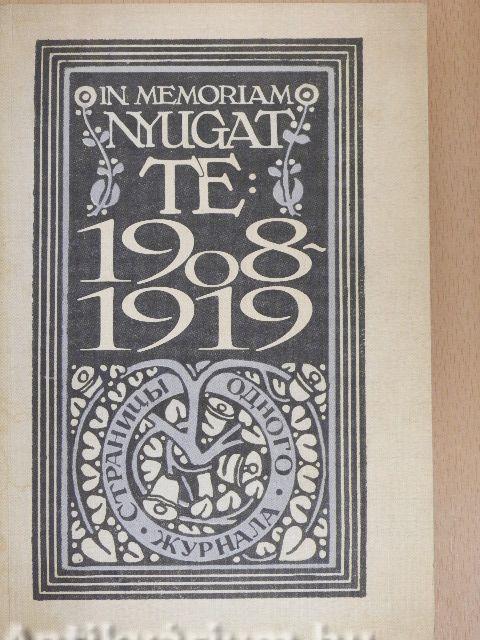 IN MEMORIAM
NYUGAT
TE:
1908~
1919
СТРАНИЦЫ ОДНОГО
• ЖУРНАЛА •